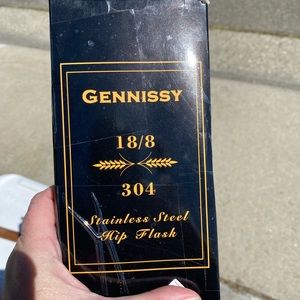 GENNISSY
18/8
304
Stainless Steel
Hip Flask